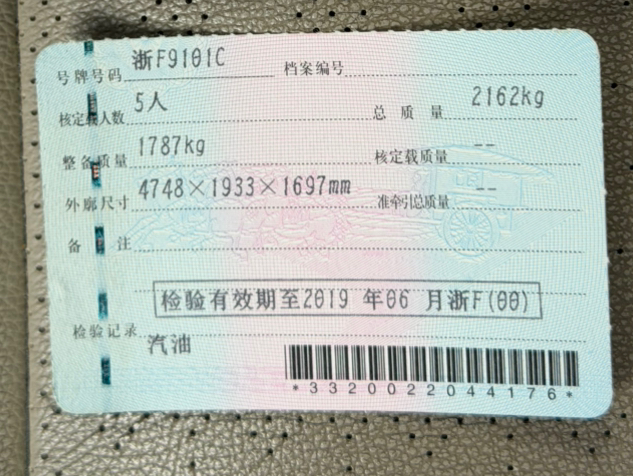 号牌号码 浙F9101C 档案编号
核定载人数 5人 总质量 2162kg
整备质量 1787kg 核定载质量 --
外廓尺寸 4748×1933×1697mm 准牵引总质量 --
备注
检验有效期至2019 年06 月浙F(00)
检验记录
汽油
*3320022044176*